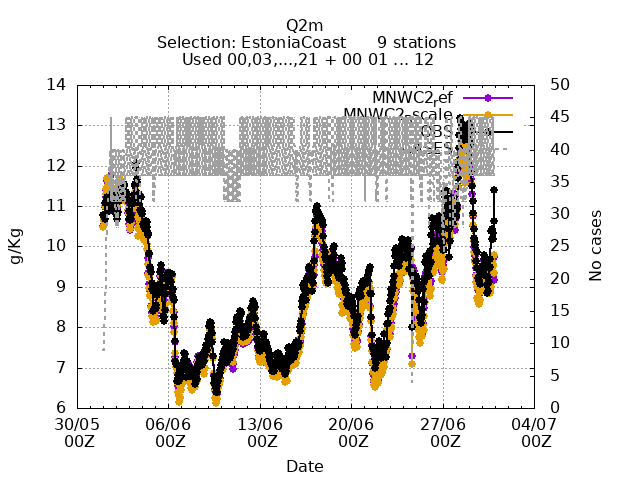 Q2m
Selection: EstoniaCoast 9 stations
Used 00,03,...,21 + 00 01 ... 12
14 50
13 45
12 40
11 35
10 30
9 25
8 20
7 15
6 10
5
0
MNWC2ref
MNWC2-scale
OBS
g/Kg
No cases
30/05 06/06 13/06 20/06 27/06 04/07
00Z 00Z 00Z 00Z 00Z 00Z
Date